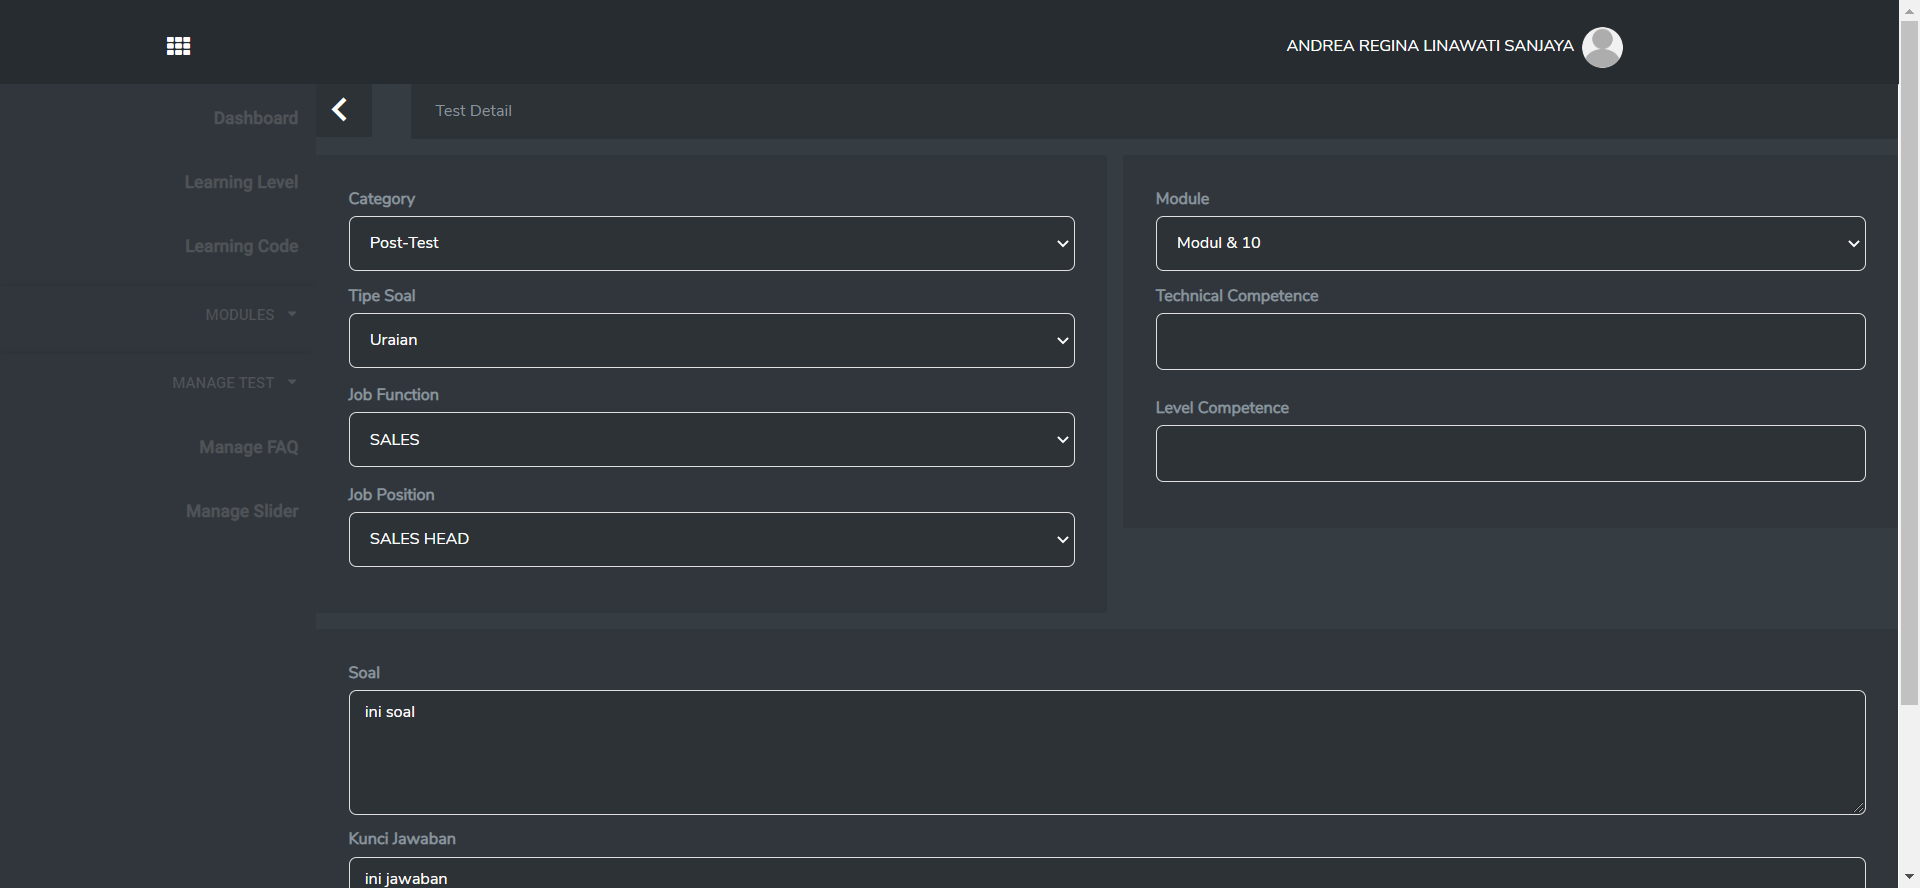 ANDREA REGINA LINAWATI SANJAYA
Dashboard
Learning Level
Learning Code
MODULES
MANAGE TEST
Manage FAQ
Manage Slider
Test Detail
Category
Post-Test
Tipe Soal
Uraian
Job Function
SALES
Job Position
SALES HEAD
Module
Modul & 10
Technical Competence
Level Competence
Soal
ini soal
Kunci Jawaban
ini jawaban